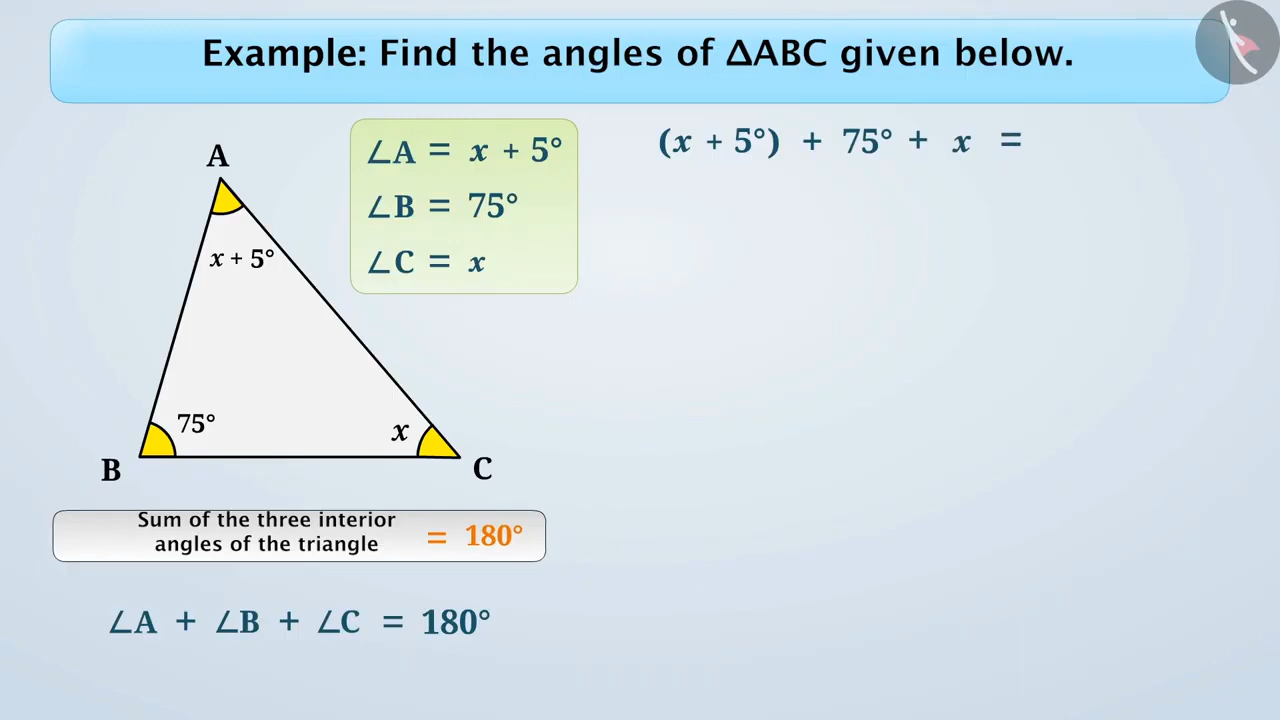 Example: Find the angles of ΔABC given below.
A
∠A = x + 5°
∠B = 75°
∠C = x
(x + 5°) + 75° + x =
x + 5°
75°
x
B
C
Sum of the three interior
angles of the triangle
= 180°
∠A + ∠B + ∠C = 180°